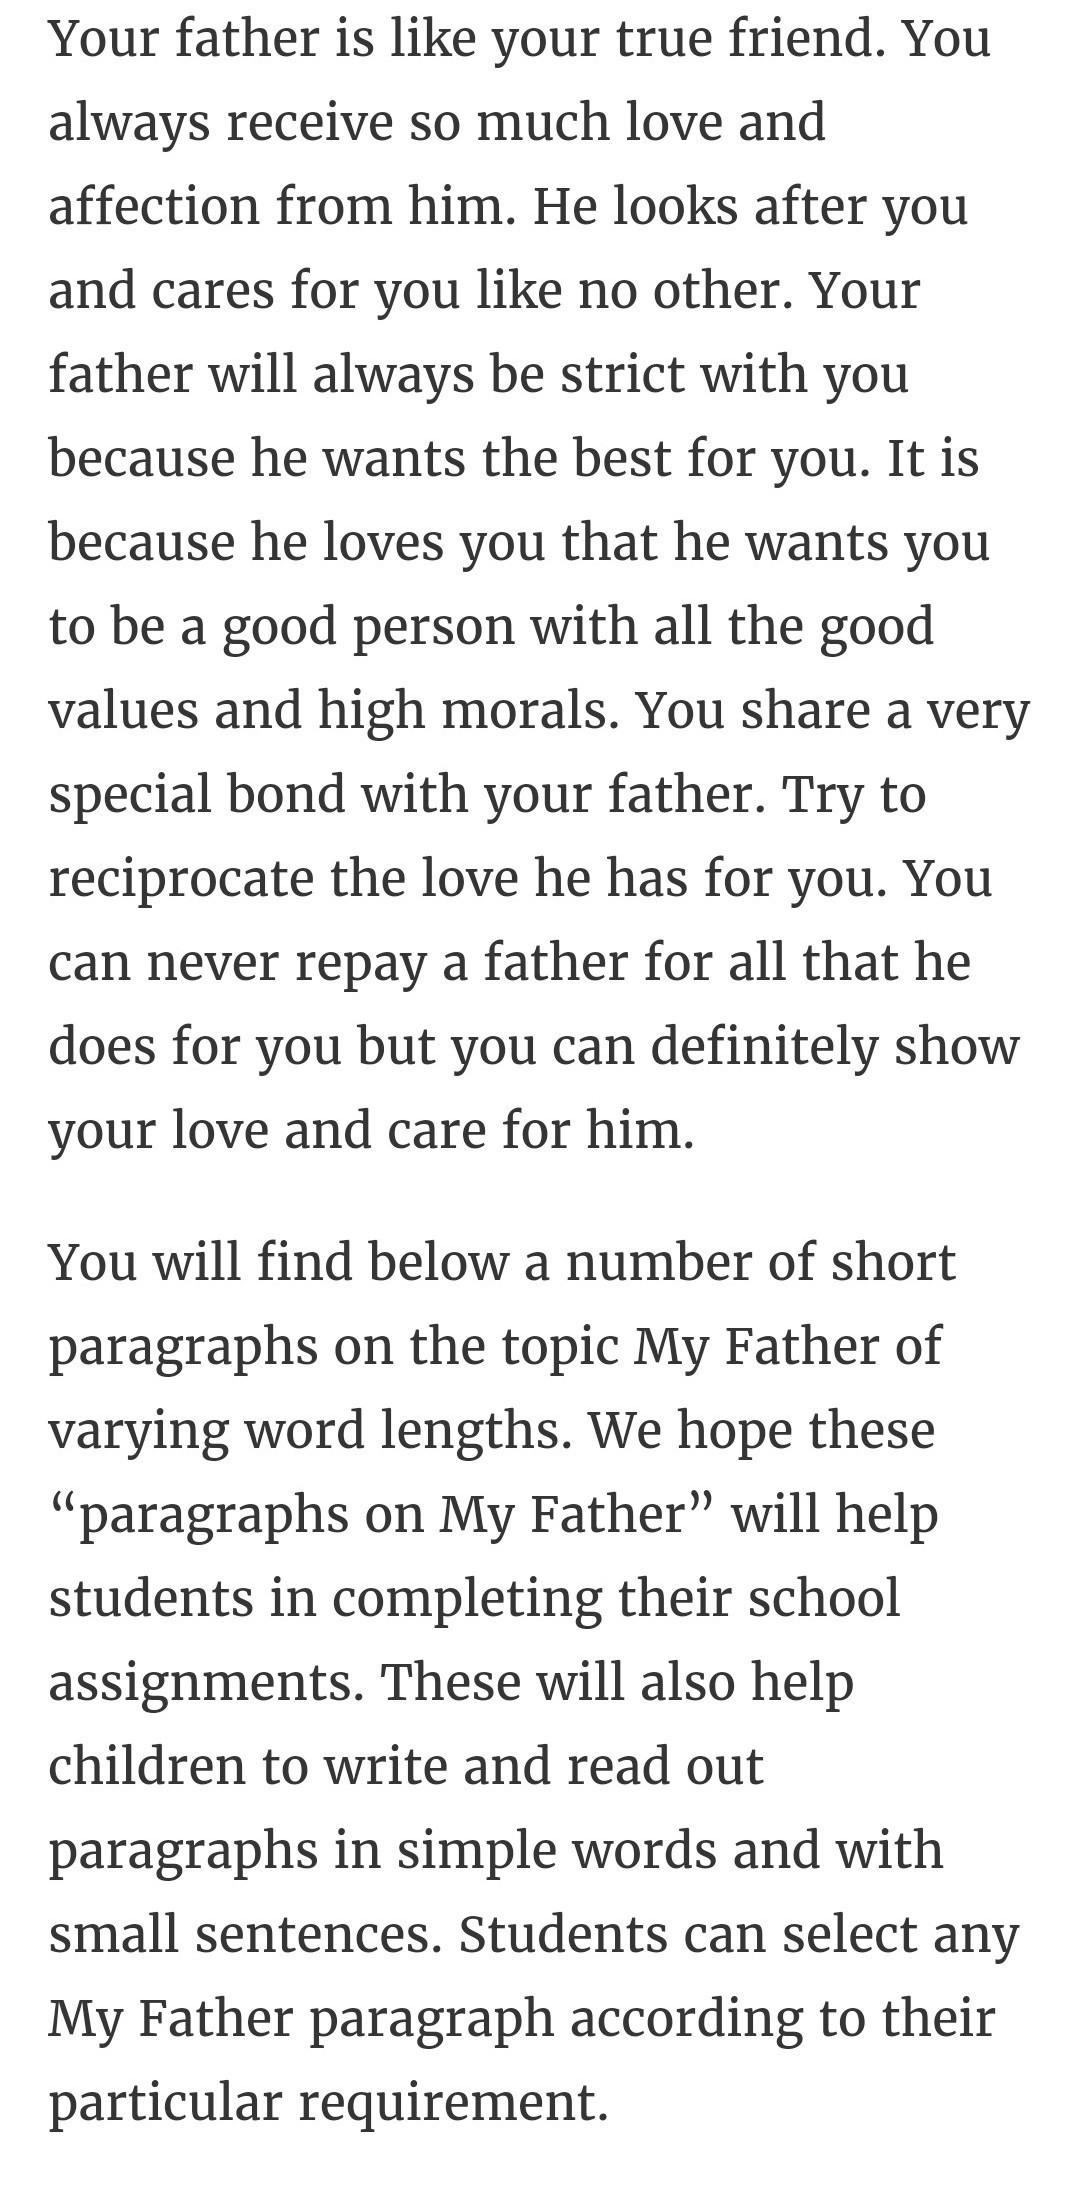 Your father is like your true friend. You
always receive so much love and
affection from him. He looks after you
and cares for you like no other. Your
father will always be strict with you
because he wants the best for you. It is
because he loves you that he wants you
to be a good person with all the good
values and high morals. You share a very
special bond with your father. Try to
reciprocate the love he has for you. You
can never repay a father for all that he
does for you but you can definitely show
your love and care for him.
You will find below a number of short
paragraphs on the topic My Father of
varying word lengths. We hope these
“paragraphs on My Father” will help
students in completing their school
assignments. These will also help
children to write and read out
paragraphs in simple words and with
small sentences. Students can select any
My Father paragraph according to their
particular requirement.